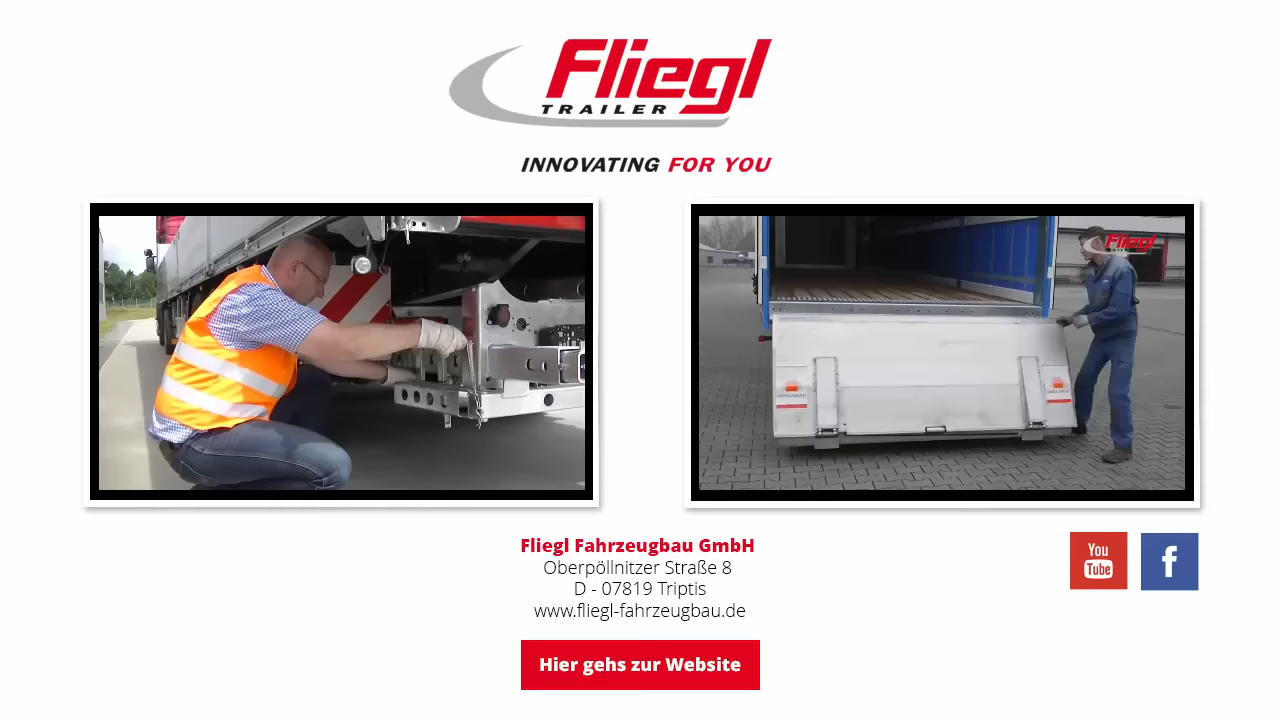 Fliegl
TRAILER
INNOVATING FOR YOU
Fliegl
Fliegl Fahrzeugbau GmbH
Oberpöllnitzer Straße 8
D - 07819 Triptis
www.fliegl-fahrzeugbau.de
You
Tube
f
Hier gehs zur Website